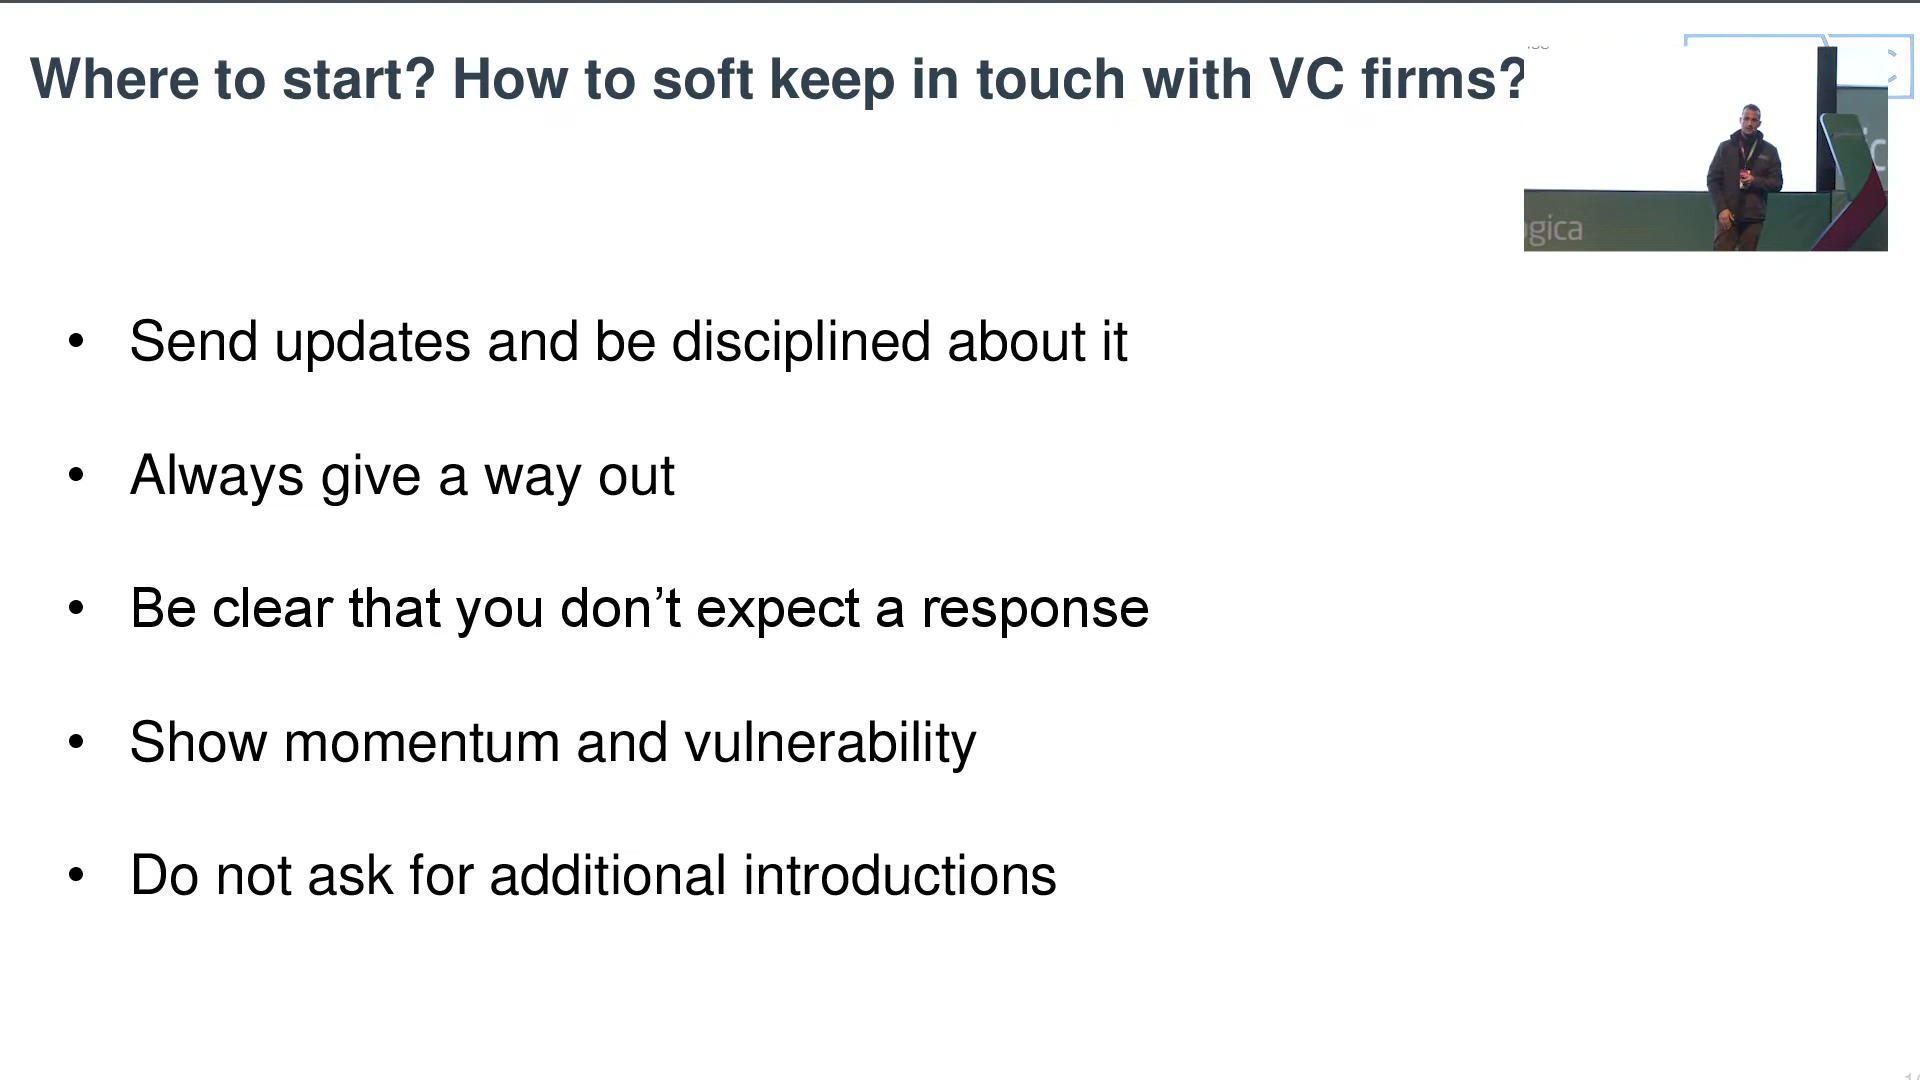 Where to start? How to soft keep in touch with VC firms?
• Send updates and be disciplined about it
• Always give a way out
• Be clear that you don’t expect a response
• Show momentum and vulnerability
• Do not ask for additional introductions